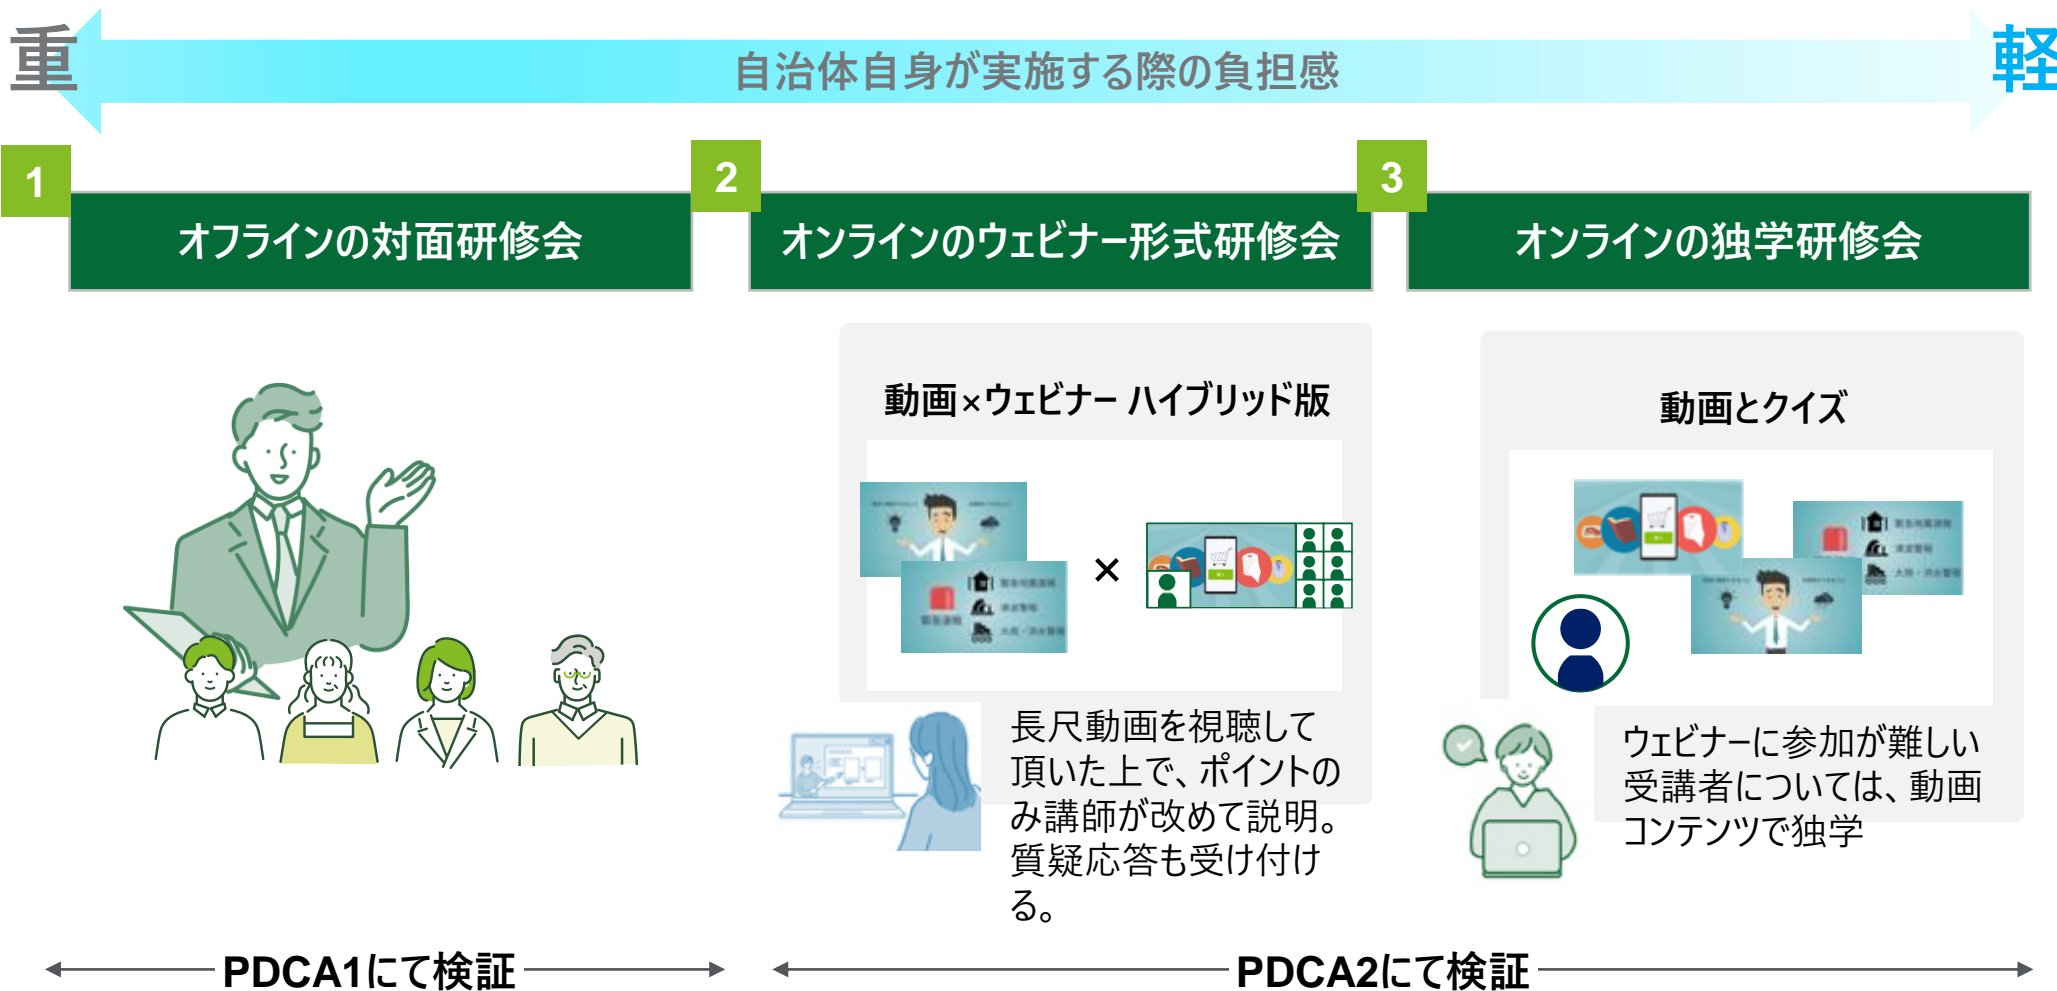 重
自治体自身が実施する際の負担感
軽
1
オフラインの対面研修会
2
オンラインのウェビナー形式研修会
3
オンラインの独学研修会
動画×ウェビナー ハイブリッド版
×
長尺動画を視聴して
頂いた上で、ポイントの
み講師が改めて説明。
質疑応答も受け付け
る。
動画とクイズ
ウェビナーに参加が難しい
受講者については、動画
コンテンツで独学
PDCA1にて検証
PDCA2にて検証